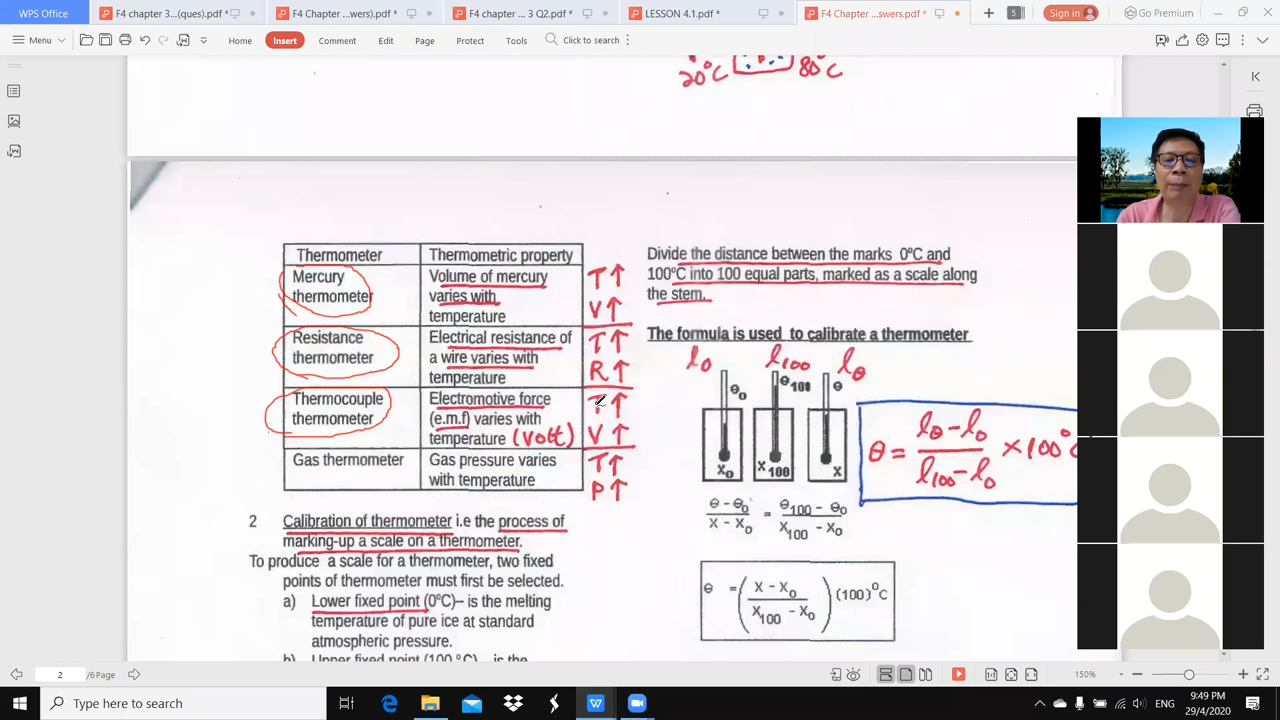 WPS Office
F4 chapter 3...(ques).pdf *
F4 Chapter ...wers).pdf *
F4 chapter ... 3 Q2.pdf *
LESSON 4.1.pdf *
F4 Chapter ...swers.pdf *
S
Sign in
Go Premium
Menu
Home
Insert
Comment
Edit
Page
Protect
Tools
Click to search
20°C
80°C
Thermometer
Thermometric property
Mercury
thermometer
Volume of mercury
varies with
temperature
T↑
V↑
Resistance
thermometer
Electrical resistance of
a wire varies with
temperature
T↑
R↑
Thermocouple
thermometer
Electromotive force
(e.m.f) varies with
temperature (volt)
T↑
V↑
Gas thermometer
Gas pressure varies
with temperature
T↑
P↑
2 Calibration of thermometer i.e the process of
marking-up a scale on a thermometer.
To produce a scale for a thermometer, two fixed
points of thermometer must first be selected.
a) Lower fixed point (0°C)– is the melting
temperature of pure ice at standard
atmospheric pressure.
b) Upper fixed point (100 °C) – is the
Divide the distance between the marks 0°C and
100°C into 100 equal parts, marked as a scale along
the stem.
The formula is used to calibrate a thermometer
l₀ l₁₀₀ lθ
θ₀ θ₁₀₀ θ
X₀ X₁₀₀ X
θ = (lθ - l₀)/(l₁₀₀ - l₀) × 100°C
(θ - θ₀)/(X - X₀) = (θ₁₀₀ - θ₀)/(X₁₀₀ - X₀)
θ = ((X - X₀)/(X₁₀₀ - X₀)) (100)°C
2 /6Page
150%
Type here to search
ENG
9:49 PM
29/4/2020